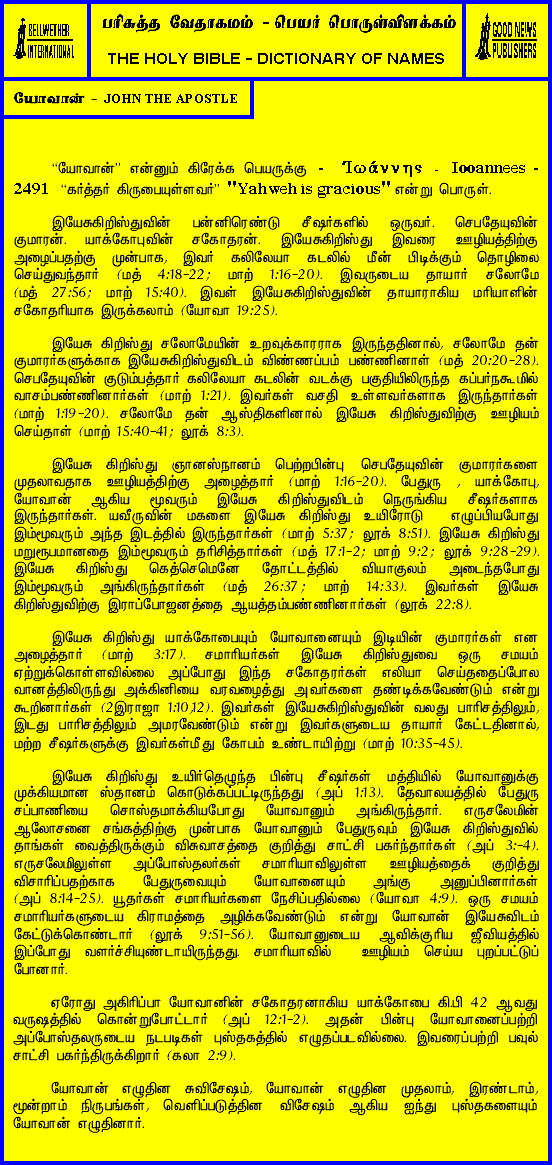 BELLWETHER
INTERNATIONAL
பரிசுத்த வேதாகமம் - பெயர் பொருள்விளக்கம்
THE HOLY BIBLE - DICTIONARY OF NAMES
GOOD NEWS
PUBLISHERS
யோவான் - JOHN THE APOSTLE
“யோவான்” என்னும் கிரேக்க பெயருக்கு - Ἰωάννης - Iooannees -
2491 “கர்த்தர் கிருபையுள்ளவர்” "Yahweh is gracious" என்று பொருள்.
இயேசுகிறிஸ்துவின் பன்னிரெண்டு சீஷர்களில் ஒருவர். செபதேயுவின்
குமாரன். யாக்கோபுவின் சகோதரன். இயேசுகிறிஸ்து இவரை ஊழியத்திற்கு
அழைப்பதற்கு முன்பாக, இவர் கலிலேயா கடலில் மீன் பிடிக்கும் தொழிலை
செய்துவந்தார் (மத் 4:18-22; மாற் 1:16-20). இவருடைய தாயார் சலோமே
(மத் 27:56; மாற் 15:40). இவள் இயேசுகிறிஸ்துவின் தாயாராகிய மரியாளின்
சகோதரியாக இருக்கலாம் (யோவா 19:25).
இயேசு கிறிஸ்து சலோமேயின் உறவுக்காரராக இருந்ததினால், சலோமே தன்
குமாரர்களுக்காக இயேசுகிறிஸ்துவிடம் விண்ணப்பம் பண்ணினாள் (மத் 20:20-28).
செபதேயுவின் குடும்பத்தார் கலிலேயா கடலின் வடக்கு பகுதியிலிருந்த கப்பர்நகூமில்
வாசம்பண்ணினார்கள் (மாற் 1:21). இவர்கள் வசதி உள்ளவர்களாக இருந்தார்கள்
(மாற் 1:19-20). சலோமே தன் ஆஸ்திகளினால் இயேசு கிறிஸ்துவிற்கு ஊழியம்
செய்தாள் (மாற் 15:40-41; லூக் 8:3).
இயேசு கிறிஸ்து ஞானஸ்நானம் பெற்றபின்பு செபதேயுவின் குமாரர்களை
முதலாவதாக ஊழியத்திற்கு அழைத்தார் (மாற் 1:16-20). பேதுரு , யாக்கோபு,
யோவான் ஆகிய மூவரும் இயேசு கிறிஸ்துவிடம் நெருங்கிய சீஷர்களாக
இருந்தார்கள். யவீருவின் மகளை இயேசு கிறிஸ்து உயிரோடு எழுப்பியபோது
இம்மூவரும் அந்த இடத்தில் இருந்தார்கள் (மாற் 5:37; லூக் 8:51). இயேசு கிறிஸ்து
மறுரூபமானதை இம்மூவரும் தரிசித்தார்கள் (மத் 17:1-2; மாற் 9:2; லூக் 9:28-29).
இயேசு கிறிஸ்து கெத்செமெனே தோட்டத்தில் வியாகுலம் அடைந்தபோது
இம்மூவரும் அங்கிருந்தார்கள் (மத் 26:37; மாற் 14:33). இவர்கள் இயேசு
கிறிஸ்துவிற்கு இராப்போஜனத்தை ஆயத்தம்பண்ணினார்கள் (லூக் 22:8).
இயேசு கிறிஸ்து யாக்கோபையும் யோவானையும் இடியின் குமாரர்கள் என
அழைத்தார் (மாற் 3:17). சமாரியர்கள் இயேசு கிறிஸ்துவை ஒரு சமயம்
ஏற்றுக்கொள்ளவில்லை அப்போது இந்த சகோதரர்கள் எலியா செய்ததைப்போல
வானத்திலிருந்து அக்கினியை வரவழைத்து அவர்களை தண்டிக்கவேண்டும் என்று
கூறினார்கள் (2இராஜா 1:10,12). இவர்கள் இயேசுகிறிஸ்துவின் வலது பாரிசத்திலும்,
இடது பாரிசத்திலும் அமரவேண்டும் என்று இவர்களுடைய தாயார் கேட்டதினால்,
மற்ற சீஷர்களுக்கு இவர்கள்மீது கோபம் உண்டாயிற்று (மாற் 10:35-45).
இயேசு கிறிஸ்து உயிர்தெழுந்த பின்பு சீஷர்கள் மத்தியில் யோவானுக்கு
முக்கியமான ஸ்தானம் கொடுக்கப்பட்டிருந்தது (அப் 1:13). தேவாலயத்தில் பேதுரு
சப்பாணியை சொஸ்தமாக்கியபோது யோவானும் அங்கிருந்தார். எருசலேமின்
ஆலோசனை சங்கத்திற்கு முன்பாக யோவானும் பேதுருவும் இயேசு கிறிஸ்துவில்
தாங்கள் வைத்திருக்கும் விசுவாசத்தை குறித்து சாட்சி பகர்ந்தார்கள் (அப் 3:-4).
எருசலேமிலுள்ள அப்போஸ்தலர்கள் சமாரியாவிலுள்ள ஊழியத்தைக் குறித்து
விசாரிப்பதற்காக பேதுருவையும் யோவானையும் அங்கு அனுப்பினார்கள்
(அப் 8:14-25). யூதர்கள் சமாரியர்களை நேசிப்பதில்லை (யோவா 4:9). ஒரு சமயம்
சமாரியர்களுடைய கிராமத்தை அழிக்கவேண்டும் என்று யோவான் இயேசுவிடம்
கேட்டுக்கொண்டார் (லூக் 9:51-56). யோவானுடைய ஆவிக்குரிய ஜீவியத்தில்
இப்போது வளர்ச்சியுண்டாயிருந்தது. சமாரியாவில் ஊழியம் செய்ய புறப்பட்டுப்
போனார்.
ஏரோது அகிரிப்பா யோவானின் சகோதரனாகிய யாக்கோபை கி.பி 42 ஆவது
வருஷத்தில் கொன்றுபோட்டார் (அப் 12:1-2). அதன் பின்பு யோவானைப்பற்றி
அப்போஸ்தலருடைய நடபடிகள் புஸ்தகத்தில் எழுதப்படவில்லை. இவரைப்பற்றி பவுல்
சாட்சி பகர்ந்திருக்கிறார் (கலா 2:9).
யோவான் எழுதின சுவிசேஷம், யோவான் எழுதின முதலாம், இரண்டாம்,
மூன்றாம் நிருபங்கள், வெளிப்படுத்தின விசேஷம் ஆகிய ஐந்து புஸ்தகளையும்
யோவான் எழுதினார்.